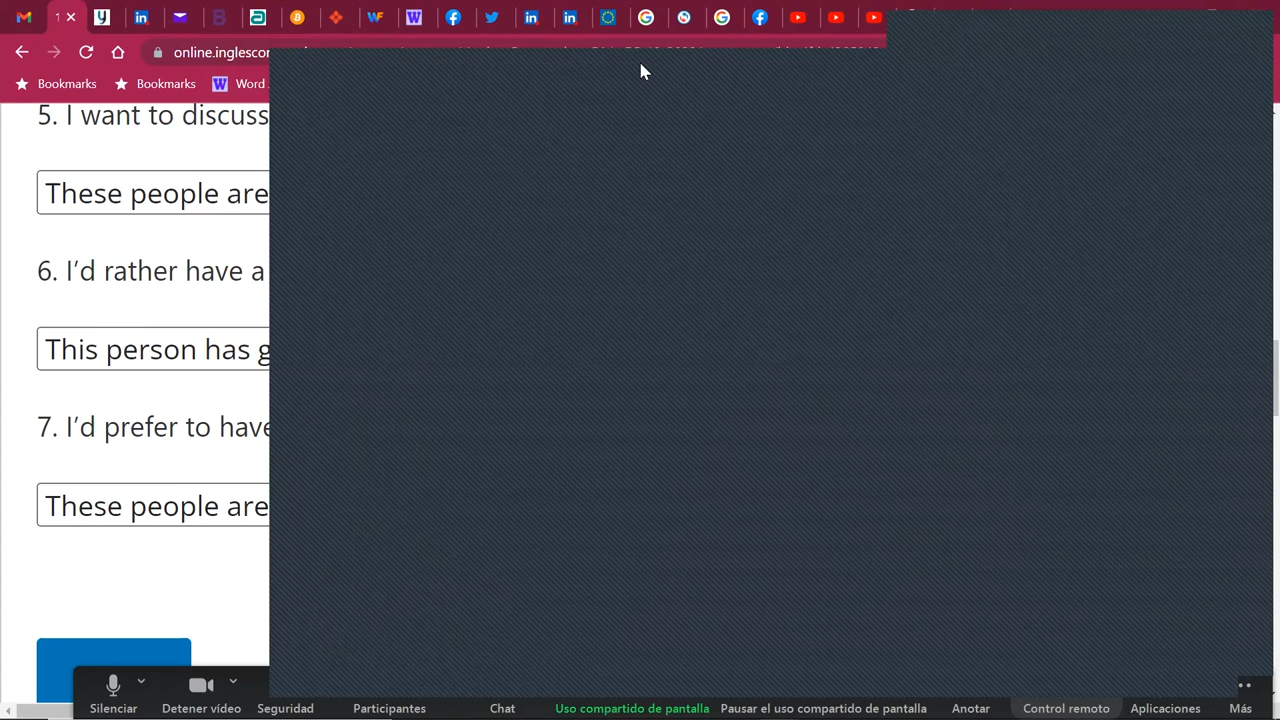 online.inglescor
Bookmarks
Bookmarks
Word
5. I want to discuss
These people are
6. I’d rather have a
This person has g
7. I’d prefer to have
These people are
Silenciar
Detener vídeo
Seguridad
Participantes
Chat
Uso compartido de pantalla
Pausar el uso compartido de pantalla
Anotar
Control remoto
Aplicaciones
Más